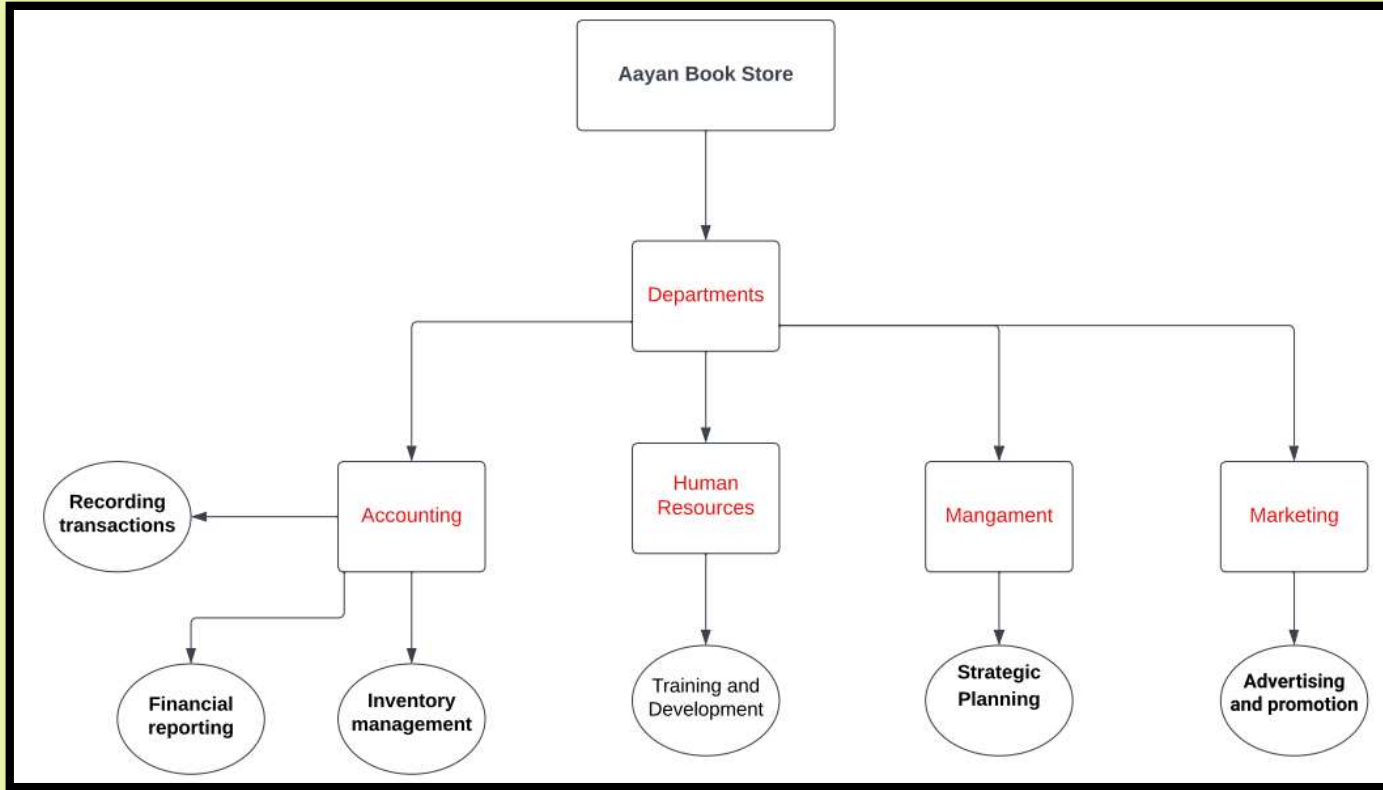 Aayan Book Store
Departments
Accounting
Human
Resources
Mangament
Marketing
Recording
transactions
Financial
reporting
Inventory
management
Training and
Development
Strategic
Planning
Advertising
and promotion